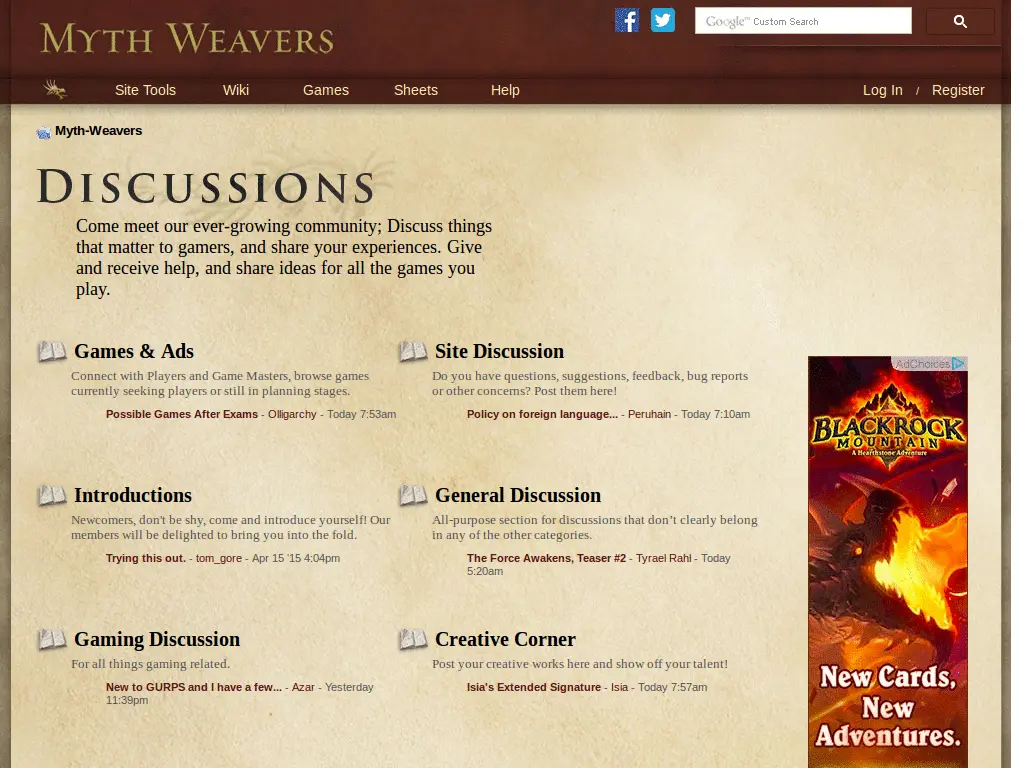 Myth Weavers
Google™ Custom Search
Site Tools
Wiki
Games
Sheets
Help
Log In / Register
Myth-Weavers
Discussions
Come meet our ever-growing community; Discuss things
that matter to gamers, and share your experiences. Give
and receive help, and share ideas for all the games you
play.
Games & Ads
Connect with Players and Game Masters, browse games
currently seeking players or still in planning stages.
Possible Games After Exams - Olligarchy - Today 7:53am
Site Discussion
Do you have questions, suggestions, feedback, bug reports
or other concerns? Post them here!
Policy on foreign language... - Peruhain - Today 7:10am
Introductions
Newcomers, don't be shy, come and introduce yourself! Our
members will be delighted to bring you into the fold.
Trying this out. - tom_gore - Apr 15 '15 4:04pm
General Discussion
All-purpose section for discussions that don’t clearly belong
in any of the other categories.
The Force Awakens, Teaser #2 - Tyrael Rahl - Today
5:20am
Gaming Discussion
For all things gaming related.
New to GURPS and I have a few... - Azar - Yesterday
11:39pm
Creative Corner
Post your creative works here and show off your talent!
Isia's Extended Signature - Isia - Today 7:57am
AdChoices
Blackrock
Mountain
A Hearthstone Adventure
New Cards,
New
Adventures.